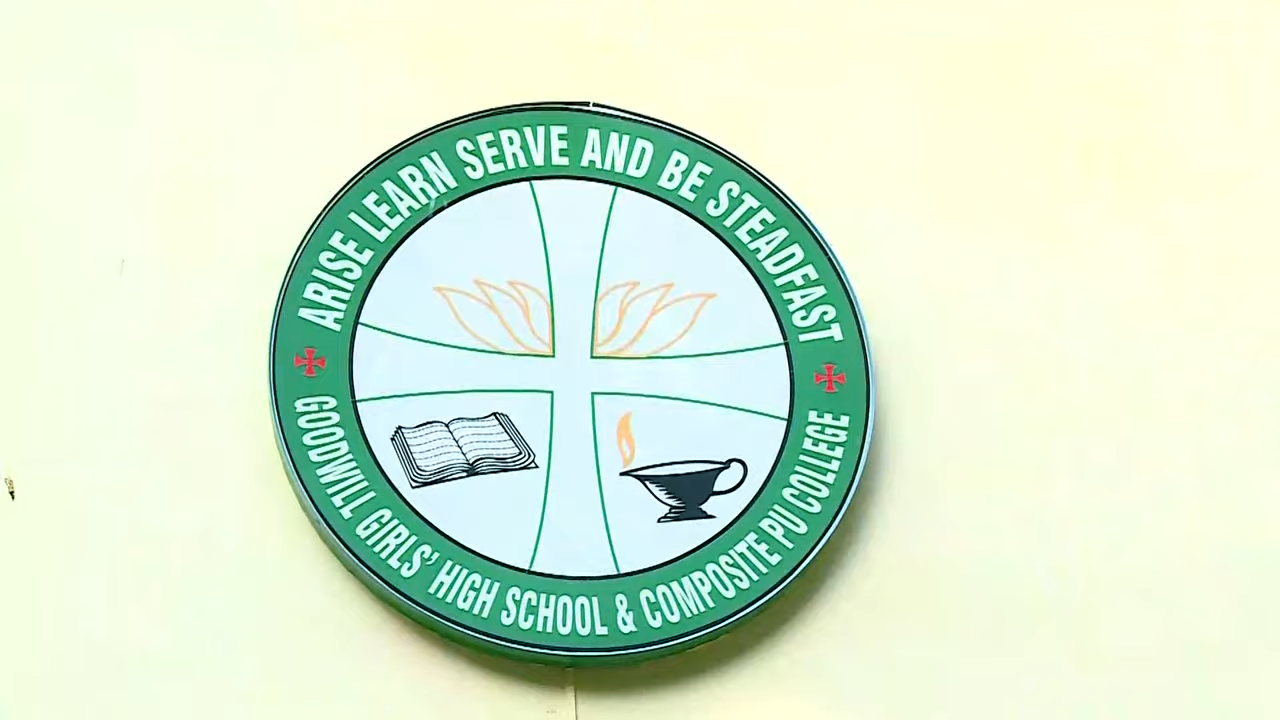 ARISE LEARN SERVE AND BE STEADFAST
GOODWILL GIRLS' HIGH SCHOOL & COMPOSITE PU COLLEGE